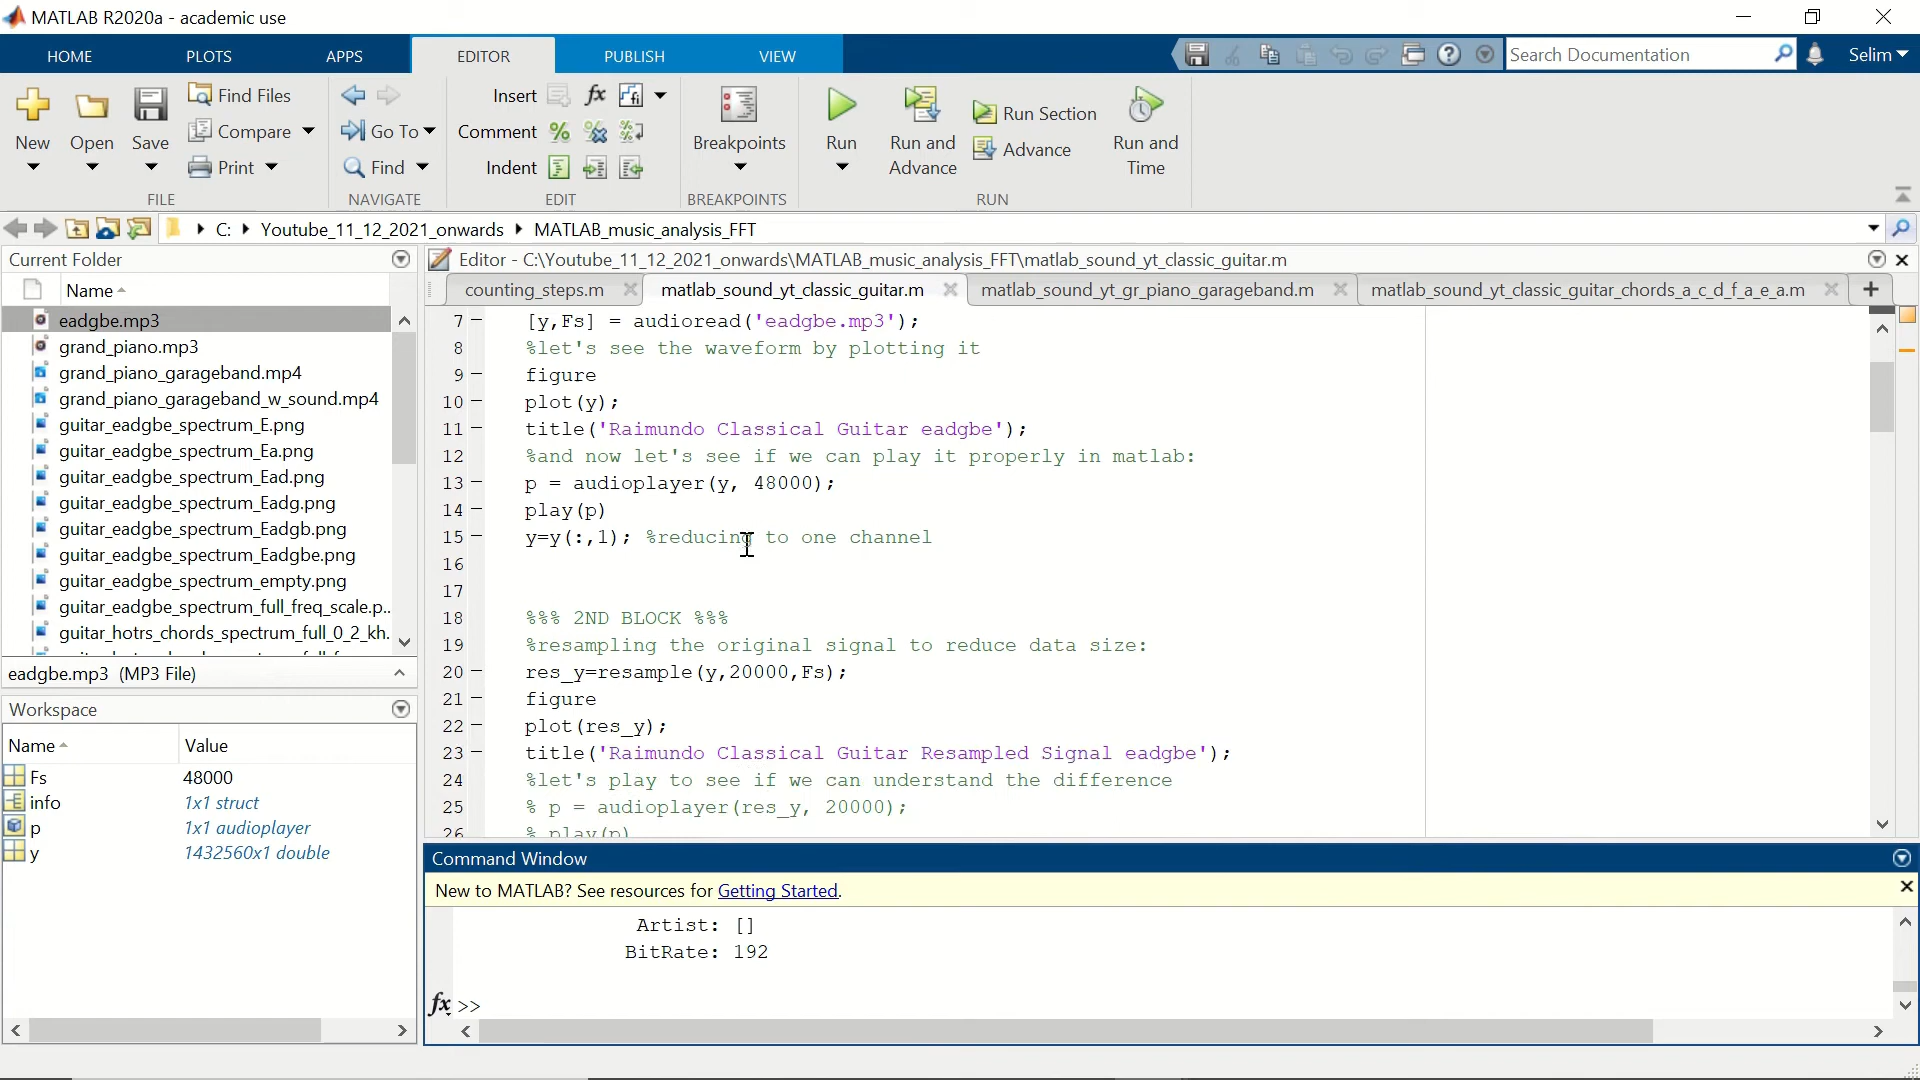 MATLAB R2020a - academic use
HOME PLOTS APPS EDITOR PUBLISH VIEW Search Documentation Selim
New Open Save Find Files Compare Print
FILE
Go To Find
NAVIGATE
Insert fx
Comment % %
Indent
EDIT
Breakpoints
BREAKPOINTS
Run Run and Advance Run Section Advance Run and Time
RUN
C: Youtube_11_12_2021_onwards MATLAB_music_analysis_FFT
Current Folder
Name
eadgbe.mp3
grand_piano.mp3
grand_piano_garageband.mp4
grand_piano_garageband_w_sound.mp4
guitar_eadgbe_spectrum_E.png
guitar_eadgbe_spectrum_Ea.png
guitar_eadgbe_spectrum_Ead.png
guitar_eadgbe_spectrum_Eadg.png
guitar_eadgbe_spectrum_Eadgb.png
guitar_eadgbe_spectrum_Eadgbe.png
guitar_eadgbe_spectrum_empty.png
guitar_eadgbe_spectrum_full_freq_scale.p..
guitar_hotrs_chords_spectrum_full_0_2_kh.
eadgbe.mp3 (MP3 File)
Workspace
Name Value
Fs 48000
info 1x1 struct
p 1x1 audioplayer
y 1432560x1 double
Editor - C:\Youtube_11_12_2021_onwards\MATLAB_music_analysis_FFT\matlab_sound_yt_classic_guitar.m
counting_steps.m matlab_sound_yt_classic_guitar.m matlab_sound_yt_gr_piano_garageband.m matlab_sound_yt_classic_guitar_chords_a_c_d_f_a_e_a.m
7 - [y,Fs] = audioread('eadgbe.mp3');
8 %let's see the waveform by plotting it
9 - figure
10 - plot(y);
11 - title('Raimundo Classical Guitar eadgbe');
12 %and now let's see if we can play it properly in matlab:
13 - p = audioplayer(y, 48000);
14 - play(p)
15 - y=y(:,1); %reducing to one channel
16
17
18 %%% 2ND BLOCK %%%
19 %resampling the original signal to reduce data size:
20 - res_y=resample(y,20000,Fs);
21 - figure
22 - plot(res_y);
23 - title('Raimundo Classical Guitar Resampled Signal eadgbe');
24 %let's play to see if we can understand the difference
25 % p = audioplayer(res_y, 20000);
26 % play(p)
Command Window
New to MATLAB? See resources for Getting Started.
Artist: []
BitRate: 192
fx >>